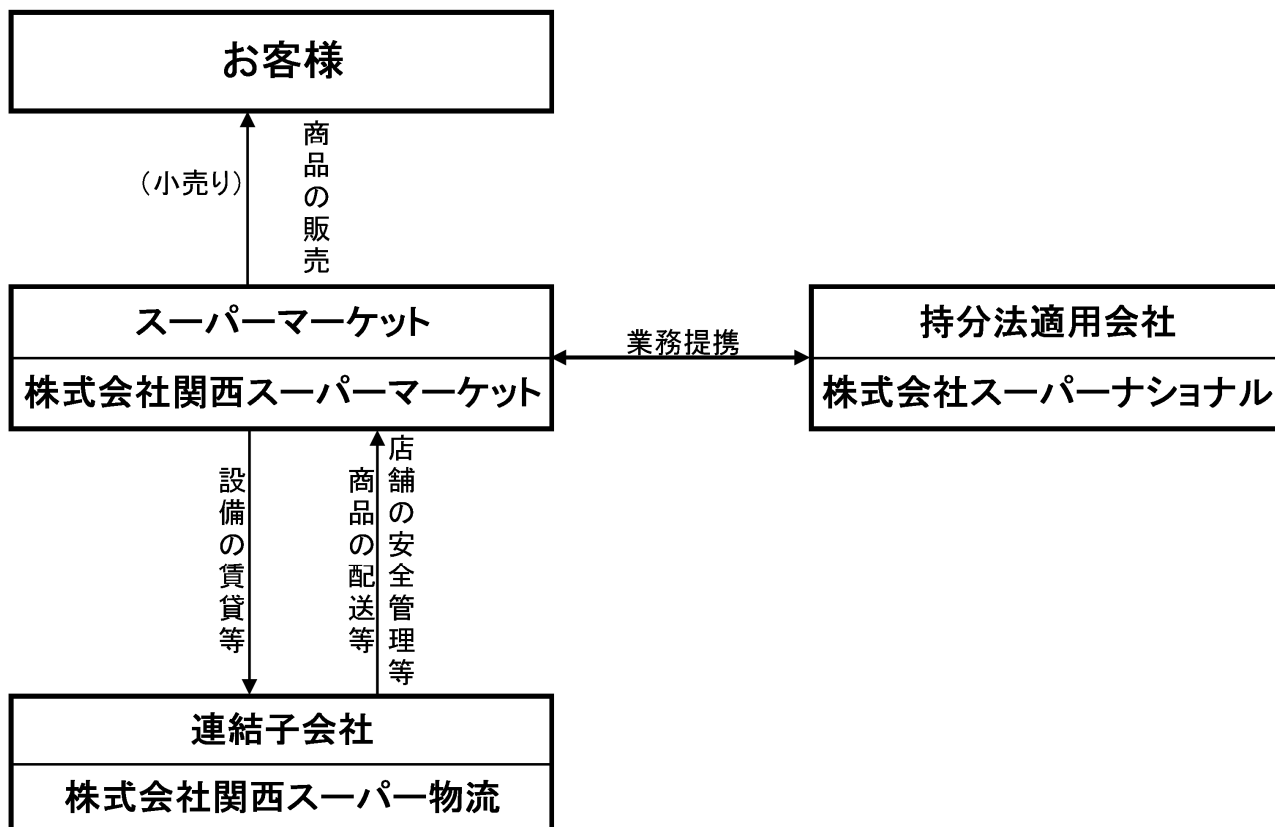 お客様
(小売り)
商品の販売
スーパーマーケット
株式会社関西スーパーマーケット
業務提携
持分法適用会社
株式会社スーパーナショナル
設備の賃貸等
商品の配送等
店舗の安全管理等
連結子会社
株式会社関西スーパー物流